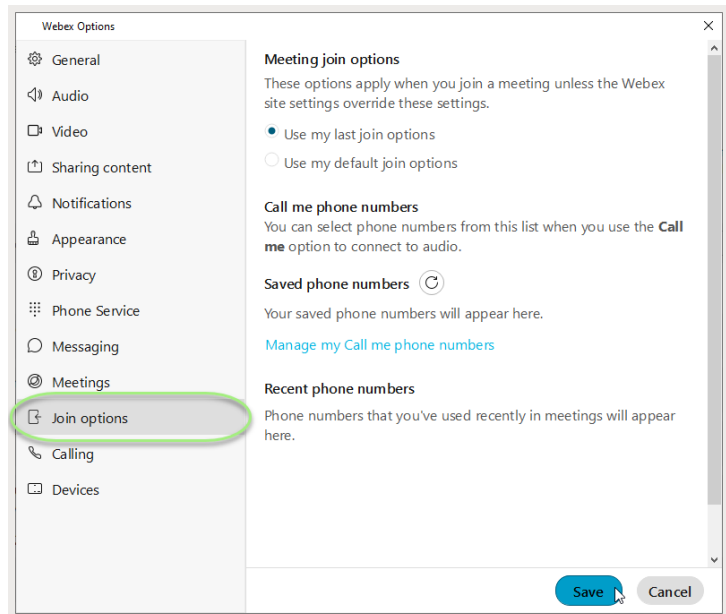 Webex Options
General
Audio
Video
Sharing content
Notifications
Appearance
Privacy
Phone Service
Messaging
Meetings
Join options
Calling
Devices
Meeting join options
These options apply when you join a meeting unless the Webex
site settings override these settings.
Use my last join options
Use my default join options
Call me phone numbers
You can select phone numbers from this list when you use the Call
me option to connect to audio.
Saved phone numbers
Your saved phone numbers will appear here.
Manage my Call me phone numbers
Recent phone numbers
Phone numbers that you've used recently in meetings will appear
here.
Save
Cancel